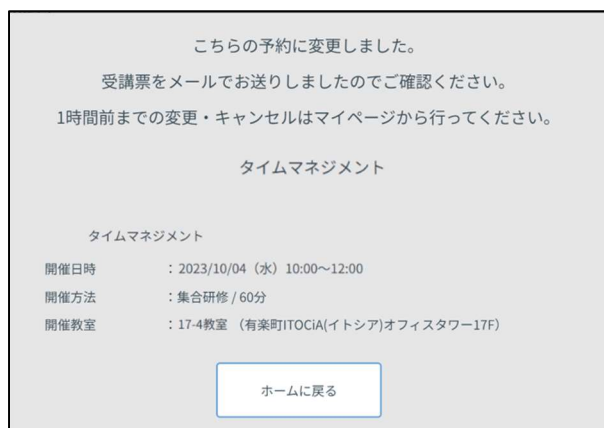 こちらの予約に変更しました。
受講票をメールでお送りしましたのでご確認ください。
1時間前までの変更・キャンセルはマイページから行ってください。
タイムマネジメント
タイムマネジメント
開催日時 : 2023/10/04（水）10:00〜12:00
開催方法 : 集合研修 / 60分
開催教室 : 17-4教室 （有楽町ITOCiA(イトシア)オフィスタワー17F）
ホームに戻る